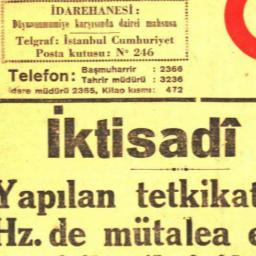 İDAREHANESİ:
Düyunuumumiye karşısında dairei mahsusa
Telgraf: İstanbul Cumhuriyet
Posta kutusu: Nº 246
Telefon: Başmuharrir : 2366
Tahrir müdürü : 3236
İdare müdürü 2365, Kitap kısmı: 472
İktisadî
Yapılan tetkikat
Hz. de mütalea e